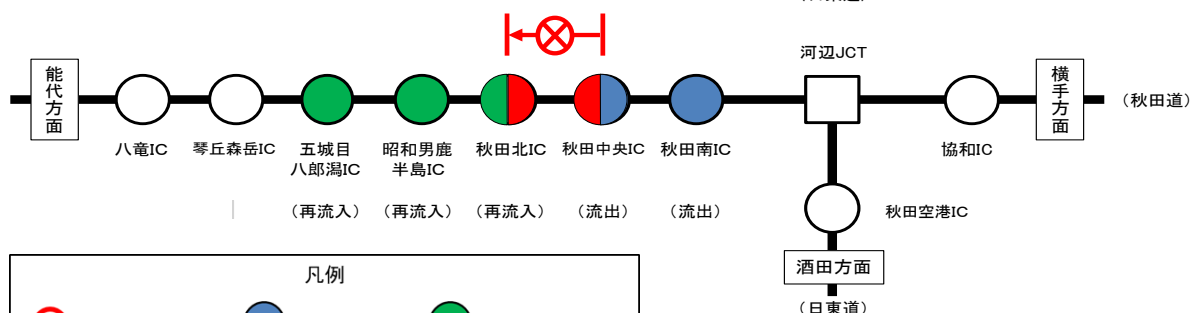 河辺JCT
能代方面
横手方面
（秋田道）
八竜IC
琴丘森岳IC
五城目
八郎潟IC
昭和男鹿
半島IC
秋田北IC
秋田中央IC
秋田南IC
協和IC
（再流入）
（再流入）
（再流入）
（流出）
（流出）
秋田空港IC
酒田方面
（日東道）
凡例